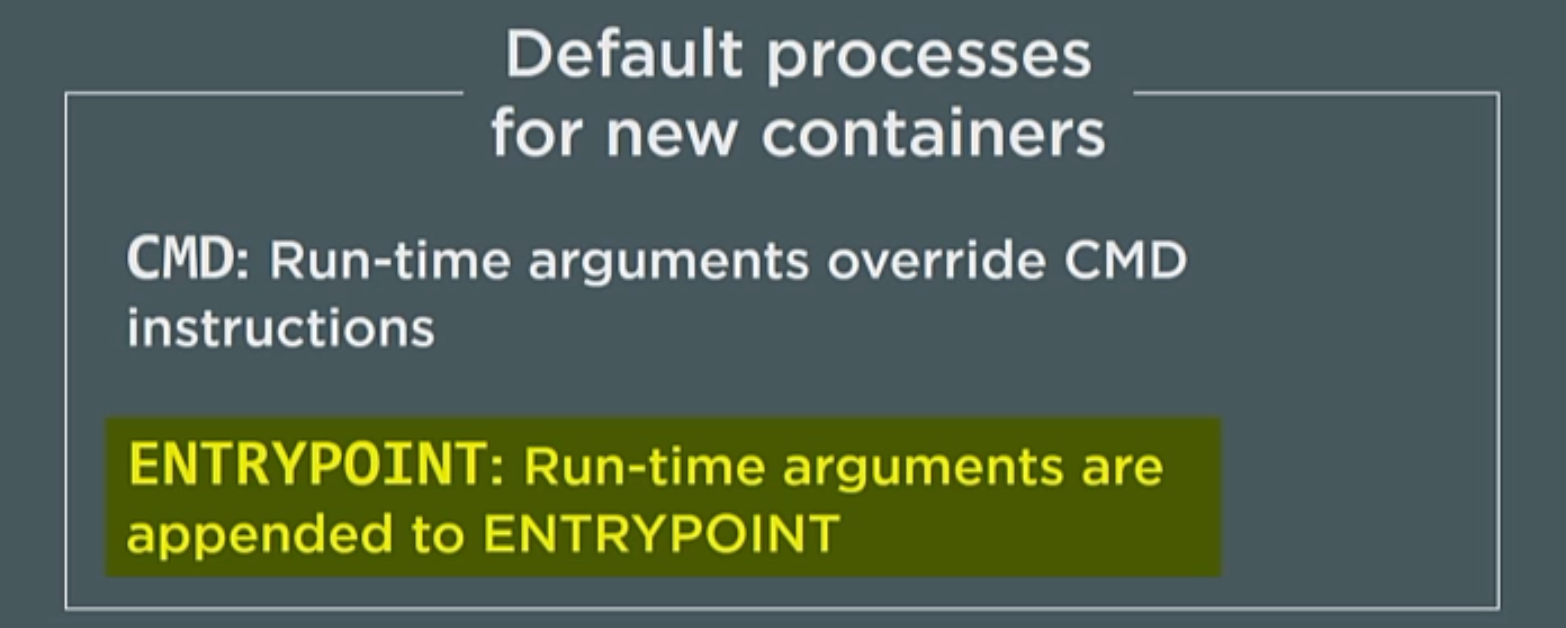 Default processes
for new containers
CMD: Run-time arguments override CMD
instructions
ENTRYPOINT: Run-time arguments are
appended to ENTRYPOINT